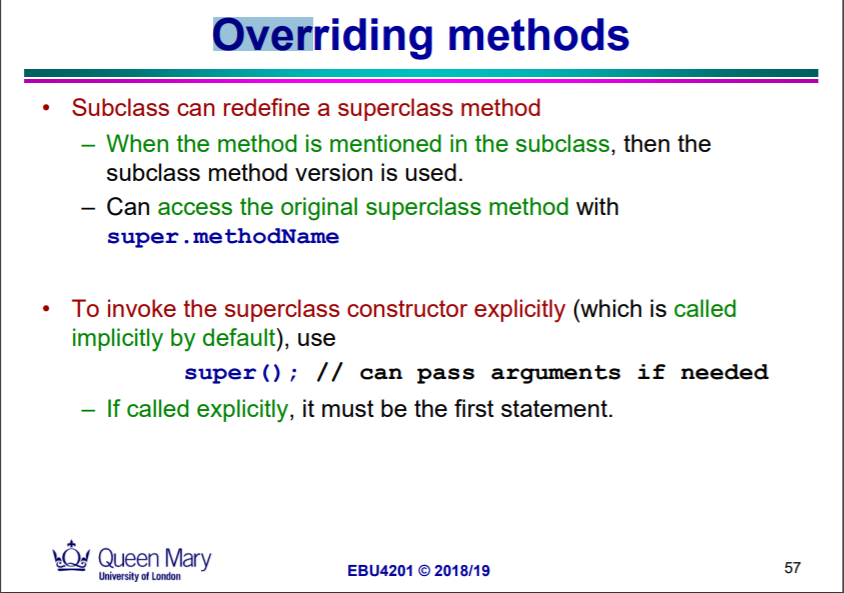 Overriding methods
• Subclass can redefine a superclass method
– When the method is mentioned in the subclass, then the
subclass method version is used.
– Can access the original superclass method with
super.methodName
• To invoke the superclass constructor explicitly (which is called
implicitly by default), use
super(); // can pass arguments if needed
– If called explicitly, it must be the first statement.
Queen Mary
University of London
EBU4201 © 2018/19
57